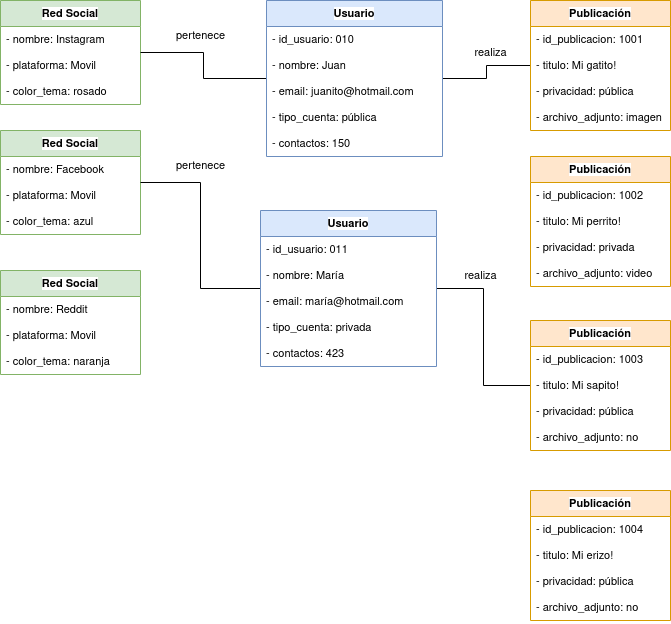 Red Social
- nombre: Instagram
- plataforma: Movil
- color_tema: rosado
pertenece
Usuario
- id_usuario: 010
- nombre: Juan
- email: juanito@hotmail.com
- tipo_cuenta: pública
- contactos: 150
realiza
Publicación
- id_publicacion: 1001
- titulo: Mi gatito!
- privacidad: pública
- archivo_adjunto: imagen
Red Social
- nombre: Facebook
- plataforma: Movil
- color_tema: azul
pertenece
Usuario
- id_usuario: 011
- nombre: María
- email: maría@hotmail.com
- tipo_cuenta: privada
- contactos: 423
realiza
Publicación
- id_publicacion: 1002
- titulo: Mi perrito!
- privacidad: privada
- archivo_adjunto: video
Red Social
- nombre: Reddit
- plataforma: Movil
- color_tema: naranja
Publicación
- id_publicacion: 1003
- titulo: Mi sapito!
- privacidad: pública
- archivo_adjunto: no
Publicación
- id_publicacion: 1004
- titulo: Mi erizo!
- privacidad: pública
- archivo_adjunto: no